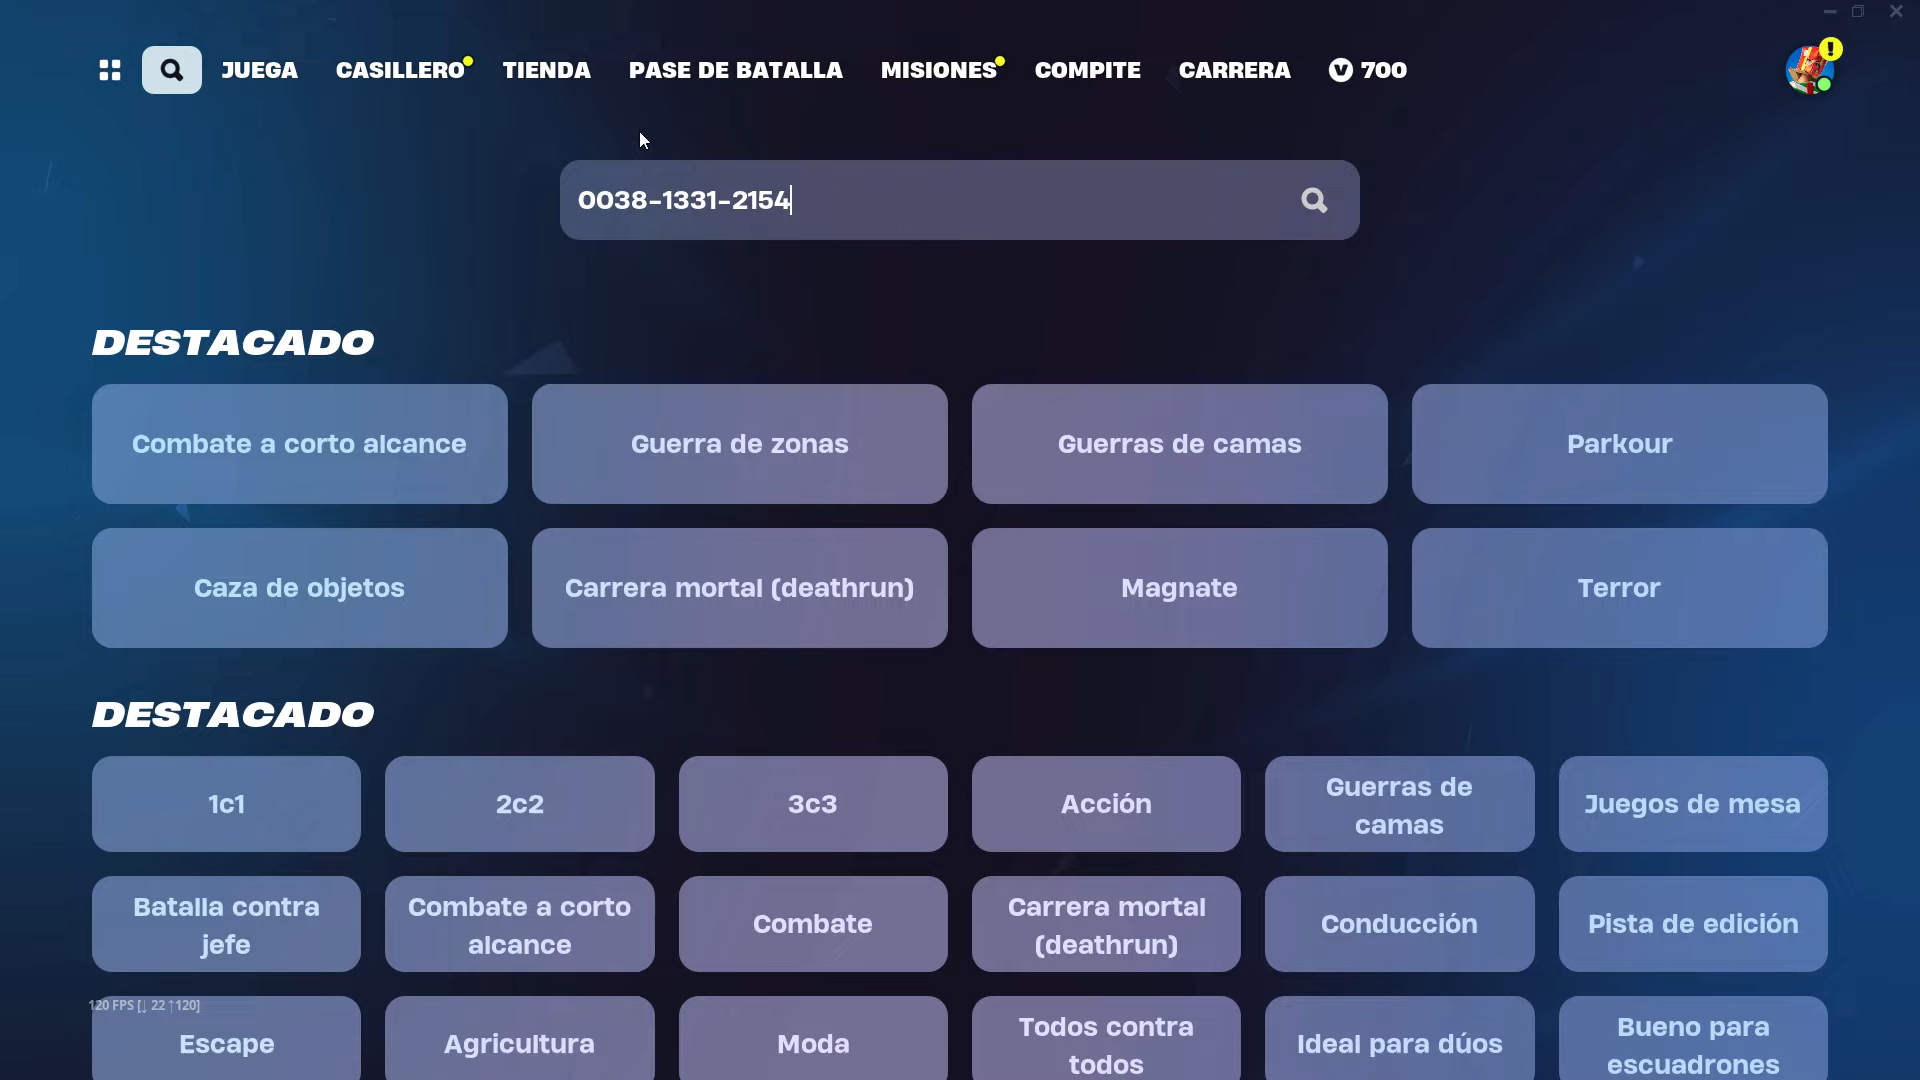 JUEGA CASILLERO TIENDA PASE DE BATALLA MISIONES COMPITE CARRERA V 700
!
0038-1331-2154
DESTACADO
Combate a corto alcance Guerra de zonas Guerras de camas Parkour
Caza de objetos Carrera mortal (deathrun) Magnate Terror
DESTACADO
1c1 2c2 3c3 Acción Guerras de camas Juegos de mesa
Batalla contra jefe Combate a corto alcance Combate Carrera mortal (deathrun) Conducción Pista de edición
120 FPS [↓ 22 ↑120]
Escape Agricultura Moda Todos contra todos Ideal para dúos Bueno para escuadrones